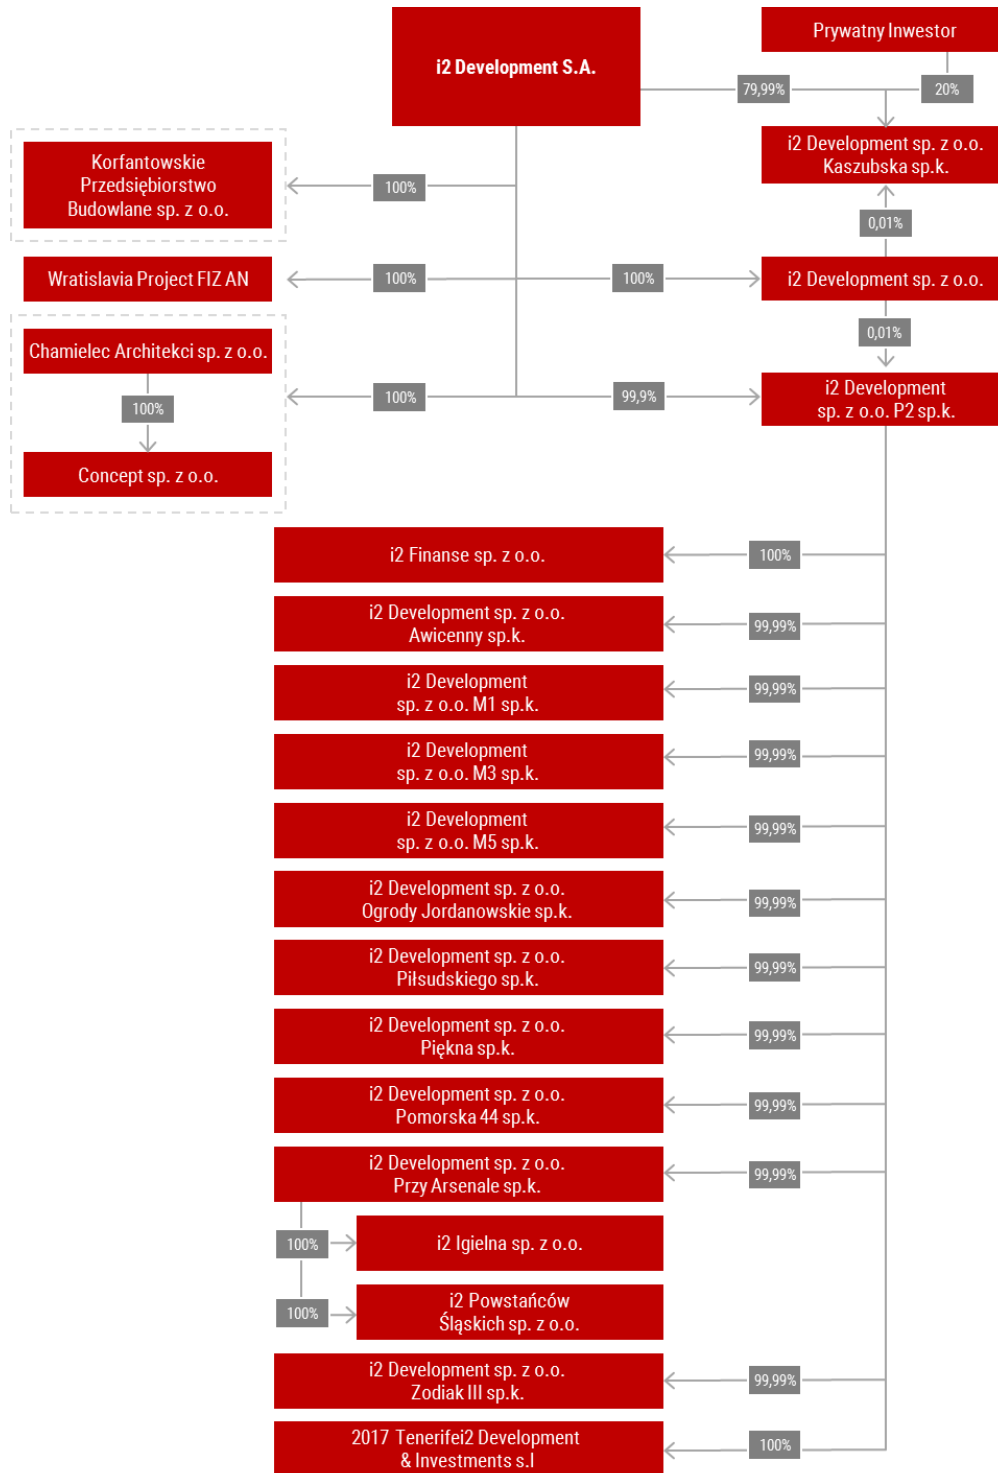 i2 Development S.A.
Prywatny Inwestor
79,99%
20%
i2 Development sp. z o.o.
Kaszubska sp.k.
Korfantowskie
Przedsiębiorstwo
Budowlane sp. z o.o.
100%
0,01%
Wratislavia Project FIZ AN
100%
100%
i2 Development sp. z o.o.
0,01%
Chamielec Architekci sp. z o.o.
100%
100%
99,9%
i2 Development
sp. z o.o. P2 sp.k.
Concept sp. z o.o.
i2 Finanse sp. z o.o.
100%
i2 Development sp. z o.o.
Awicenny sp.k.
99,99%
i2 Development
sp. z o.o. M1 sp.k.
99,99%
i2 Development
sp. z o.o. M3 sp.k.
99,99%
i2 Development
sp. z o.o. M5 sp.k.
99,99%
i2 Development sp. z o.o.
Ogrody Jordanowskie sp.k.
99,99%
i2 Development sp. z o.o.
Piłsudskiego sp.k.
99,99%
i2 Development sp. z o.o.
Piękna sp.k.
99,99%
i2 Development sp. z o.o.
Pomorska 44 sp.k.
99,99%
i2 Development sp. z o.o.
Przy Arsenale sp.k.
99,99%
100%
i2 Igielna sp. z o.o.
100%
i2 Powstańców
Śląskich sp. z o.o.
i2 Development sp. z o.o.
Zodiak III sp.k.
99,99%
2017 Tenerifei2 Development
& Investments s.l
100%